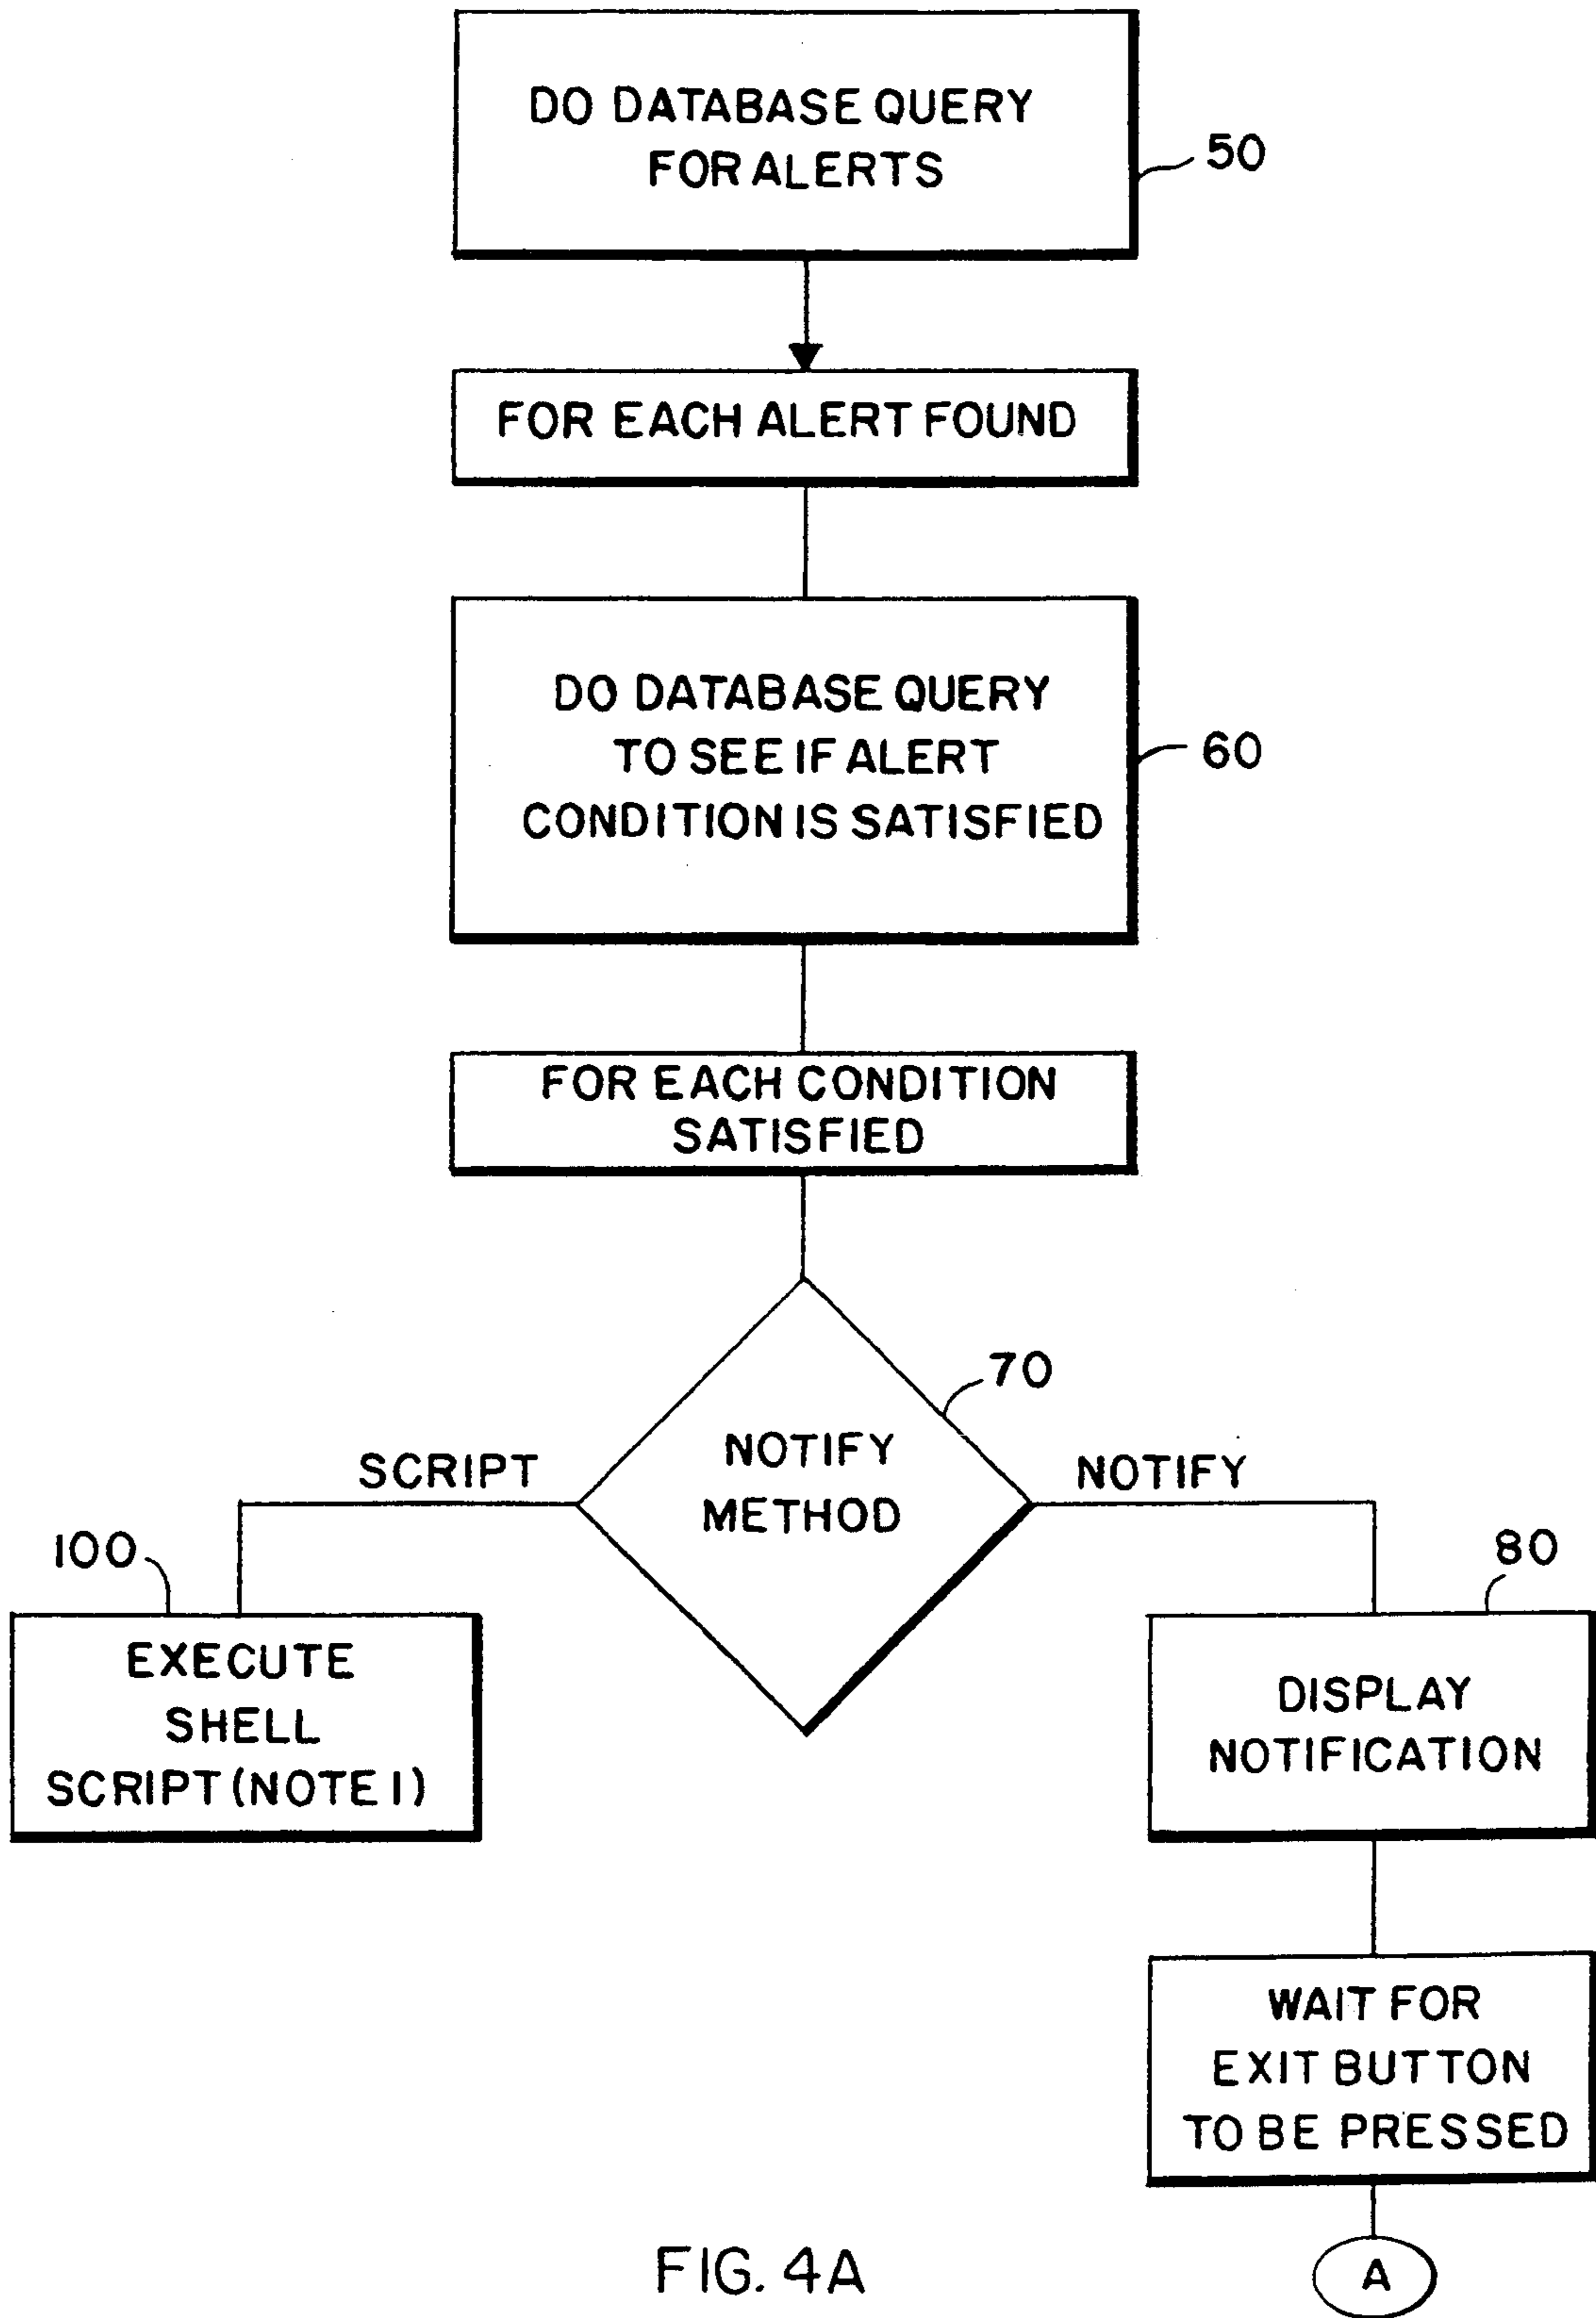 DO DATABASE QUERY
FOR ALERTS
50
FOR EACH ALERT FOUND
DO DATABASE QUERY
TO SEE IF ALERT
CONDITION IS SATISFIED
60
FOR EACH CONDITION
SATISFIED
70
NOTIFY
METHOD
SCRIPT
NOTIFY
100
EXECUTE
SHELL
SCRIPT (NOTE 1)
80
DISPLAY
NOTIFICATION
WAIT FOR
EXIT BUTTON
TO BE PRESSED
A
FIG. 4A